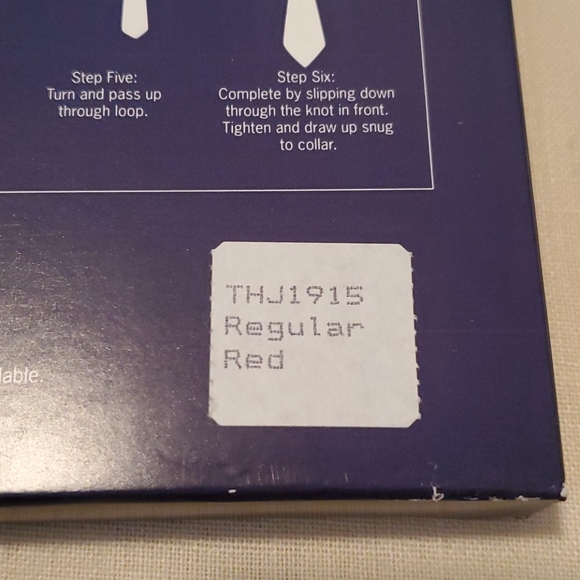 Step Five:
Turn and pass up
through loop.
Step Six:
Complete by slipping down
through the knot in front.
Tighten and draw up snug
to collar.
THJ1915
Regular
Red